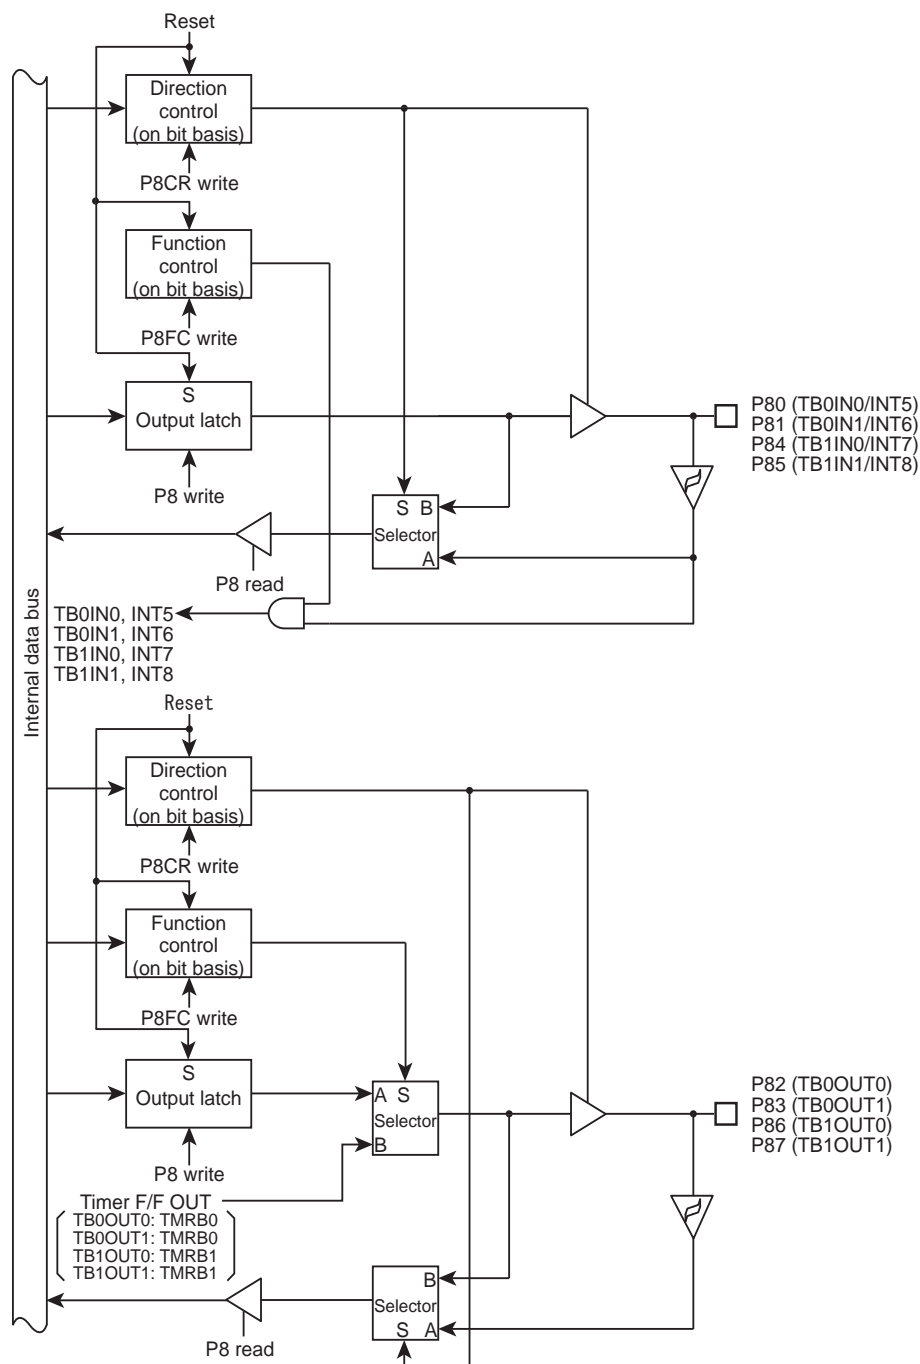 Reset
Direction
control
(on bit basis)
P8CR write
Function
control
(on bit basis)
P8FC write
S
Output latch
P8 write
P80 (TB0IN0/INT5)
P81 (TB0IN1/INT6)
P84 (TB1IN0/INT7)
P85 (TB1IN1/INT8)
S B
Selector
A
P8 read
TB0IN0, INT5
TB0IN1, INT6
TB1IN0, INT7
TB1IN1, INT8
Internal data bus
Reset
Direction
control
(on bit basis)
P8CR write
Function
control
(on bit basis)
P8FC write
S
Output latch
P8 write
A S
Selector
B
P82 (TB0OUT0)
P83 (TB0OUT1)
P86 (TB1OUT0)
P87 (TB1OUT1)
Timer F/F OUT
TB0OUT0: TMRB0
TB0OUT1: TMRB0
TB1OUT0: TMRB1
TB1OUT1: TMRB1
B
Selector
S A
P8 read